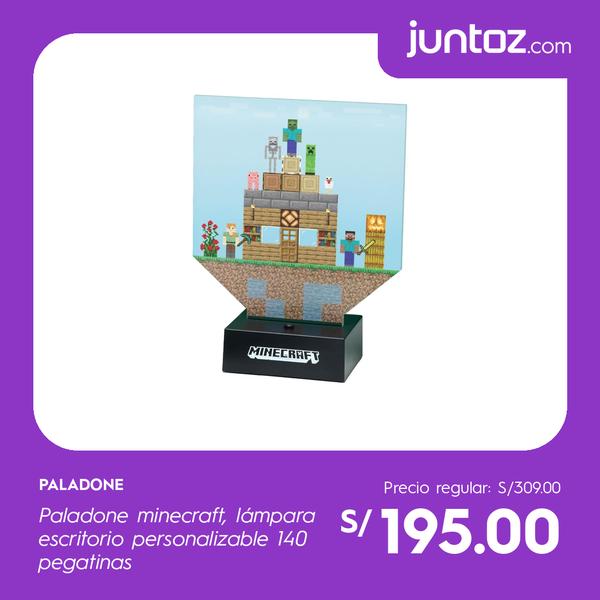 juntoz.com
MINECRAFT
PALADONE
Precio regular: S/309.00
Paladone minecraft, lámpara
escritorio personalizable 140
pegatinas
S/195.00